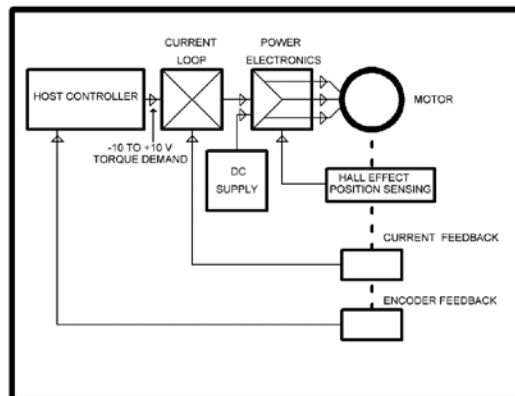 CURRENT
LOOP
POWER
ELECTRONICS
HOST CONTROLLER
MOTOR
-10 TO +10 V
TORQUE DEMAND
DC
SUPPLY
HALL EFFECT
POSITION SENSING
CURRENT FEEDBACK
ENCODER FEEDBACK